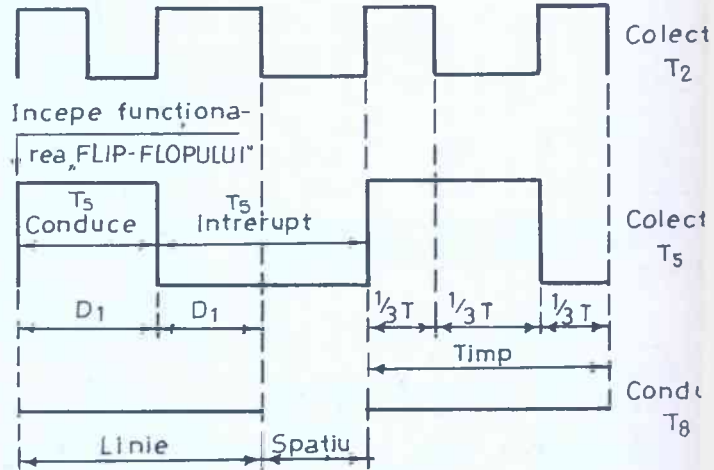 Colect
T2
Incepe functiona-
rea „FLIP-FLOPULUI"
T5 Conduce
T5 Intrerupt
Colect
T5
D1 D1 1/3 T 1/3 T 1/3 T
Timp
Condu
T8
Linie Spatiu